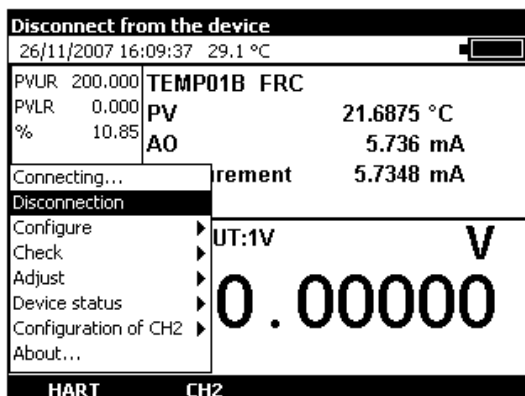 Disconnect from the device
26/11/2007 16:09:37 29.1 °C
PVUR 200.000
PVLR 0.000
% 10.85
TEMP01B FRC
PV 21.6875 °C
AO 5.736 mA
rement 5.7348 mA
Connecting...
Disconnection
Configure
Check
Adjust
Device status
Configuration of CH2
About...
UT:1V V
0.00000
HART CH2